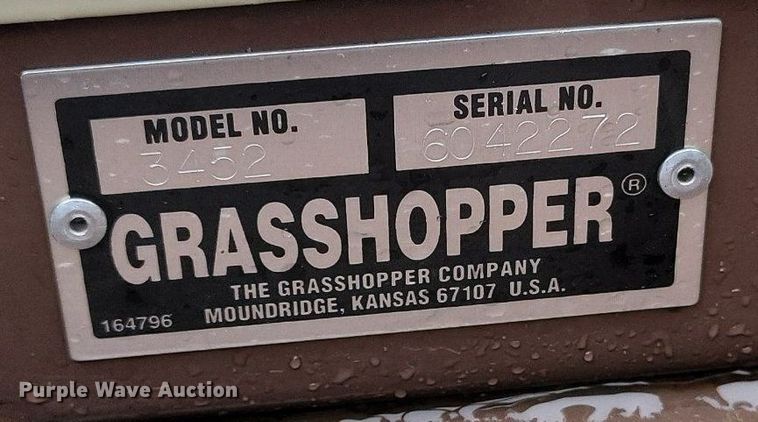 MODEL NO.
3452
SERIAL NO.
6042272
GRASSHOPPER®
THE GRASSHOPPER COMPANY
MOUNDRIDGE, KANSAS 67107 U.S.A.
164796
Purple Wave Auction